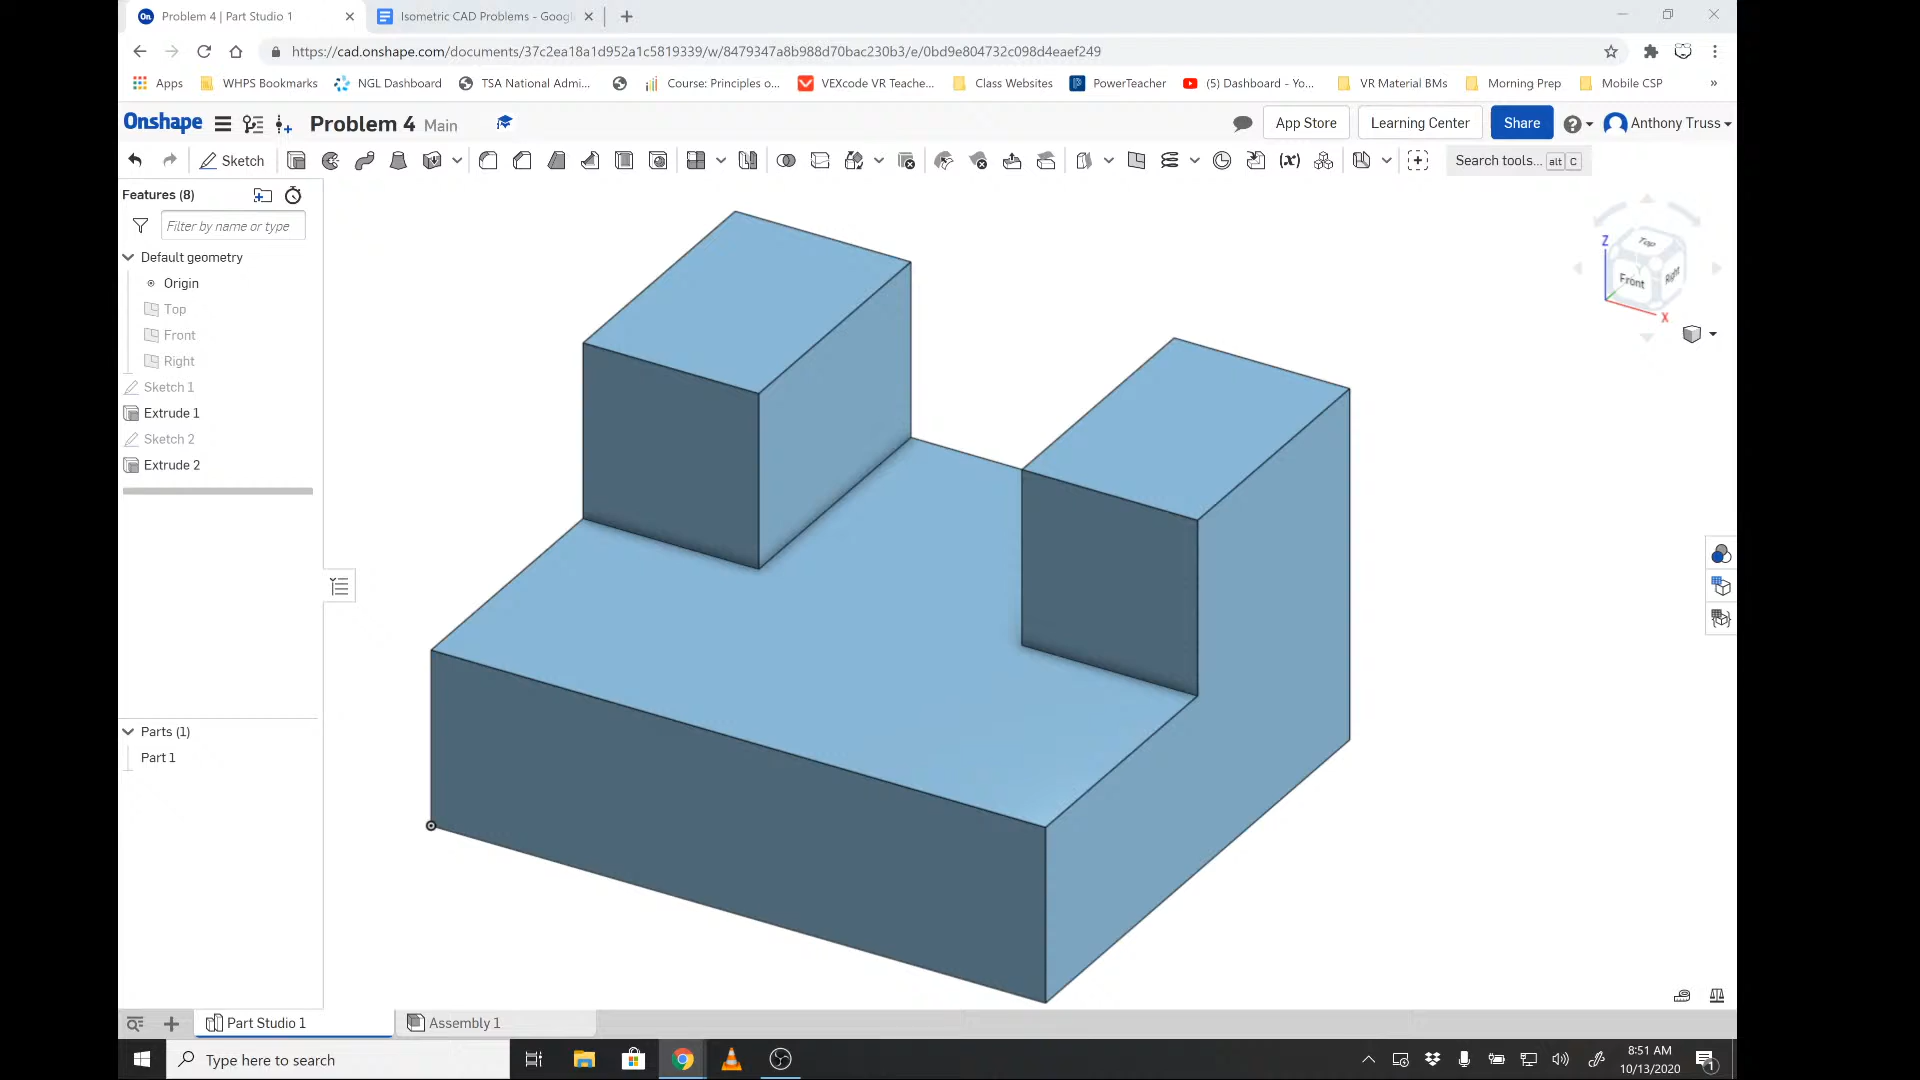 Problem 4 | Part Studio 1
Isometric CAD Problems - Goog
https://cad.onshape.com/documents/37c2ea18a1d952a1c5819339/w/8479347a8b988d70bac230b3/e/0bd9e804732c098d4eaef249
Apps WHPS Bookmarks NGL Dashboard TSA National Admi... Course: Principles o... VEXcode VR Teache... Class Websites PowerTeacher (5) Dashboard - Yo... VR Material BMs Morning Prep Mobile CSP »
Onshape Problem 4 Main App Store Learning Center Share Anthony Truss
Sketch Search tools... alt C
Features (8)
Filter by name or type
Default geometry
Origin
Top
Front
Right
Sketch 1
Extrude 1
Sketch 2
Extrude 2
Z
Top
Front
Right
X
Parts (1)
Part 1
Part Studio 1
Assembly 1
Type here to search
8:51 AM
10/13/2020
1